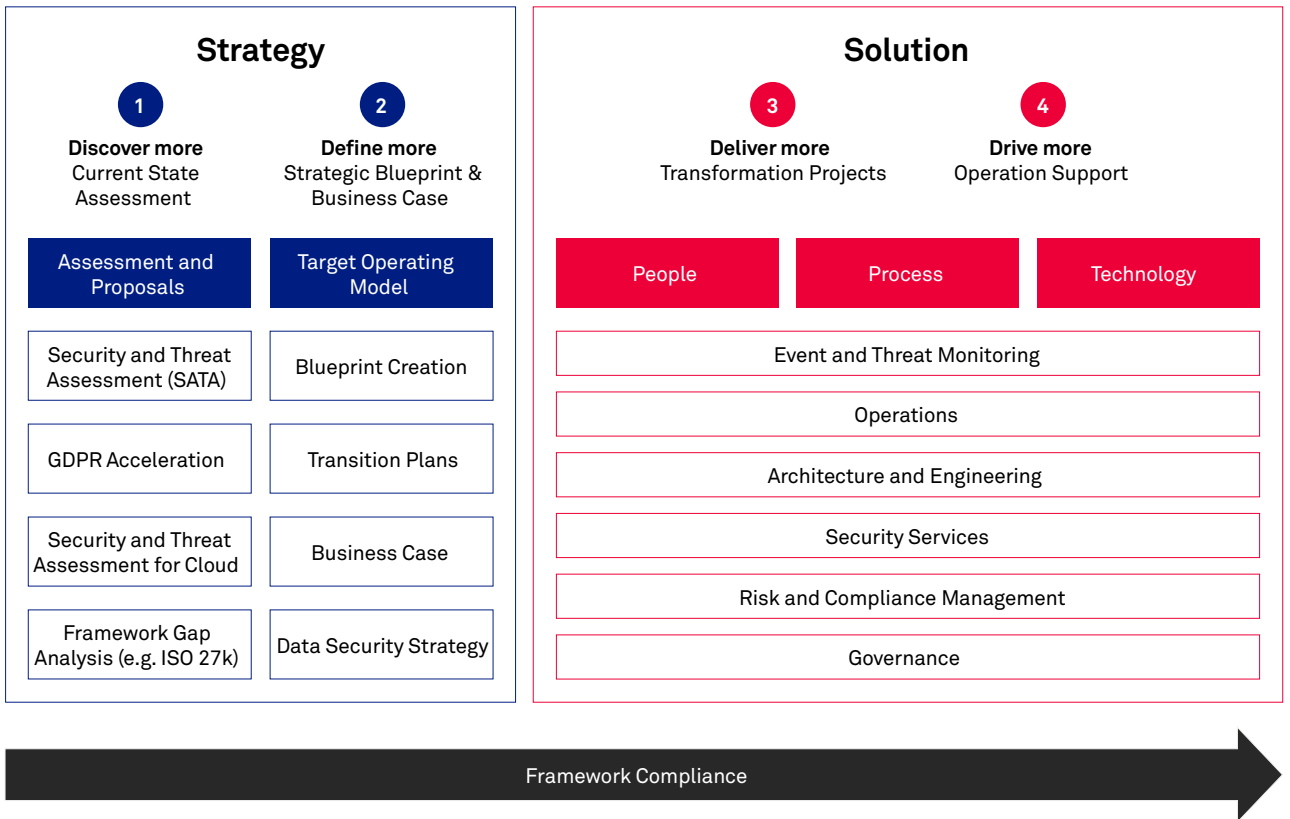 Strategy
1
Discover more
Current State
Assessment
2
Define more
Strategic Blueprint &
Business Case
Assessment and
Proposals
Target Operating
Model
Security and Threat
Assessment (SATA)
Blueprint Creation
GDPR Acceleration
Transition Plans
Security and Threat
Assessment for Cloud
Business Case
Framework Gap
Analysis (e.g. ISO 27k)
Data Security Strategy
Solution
3
Deliver more
Transformation Projects
4
Drive more
Operation Support
People
Process
Technology
Event and Threat Monitoring
Operations
Architecture and Engineering
Security Services
Risk and Compliance Management
Governance
Framework Compliance